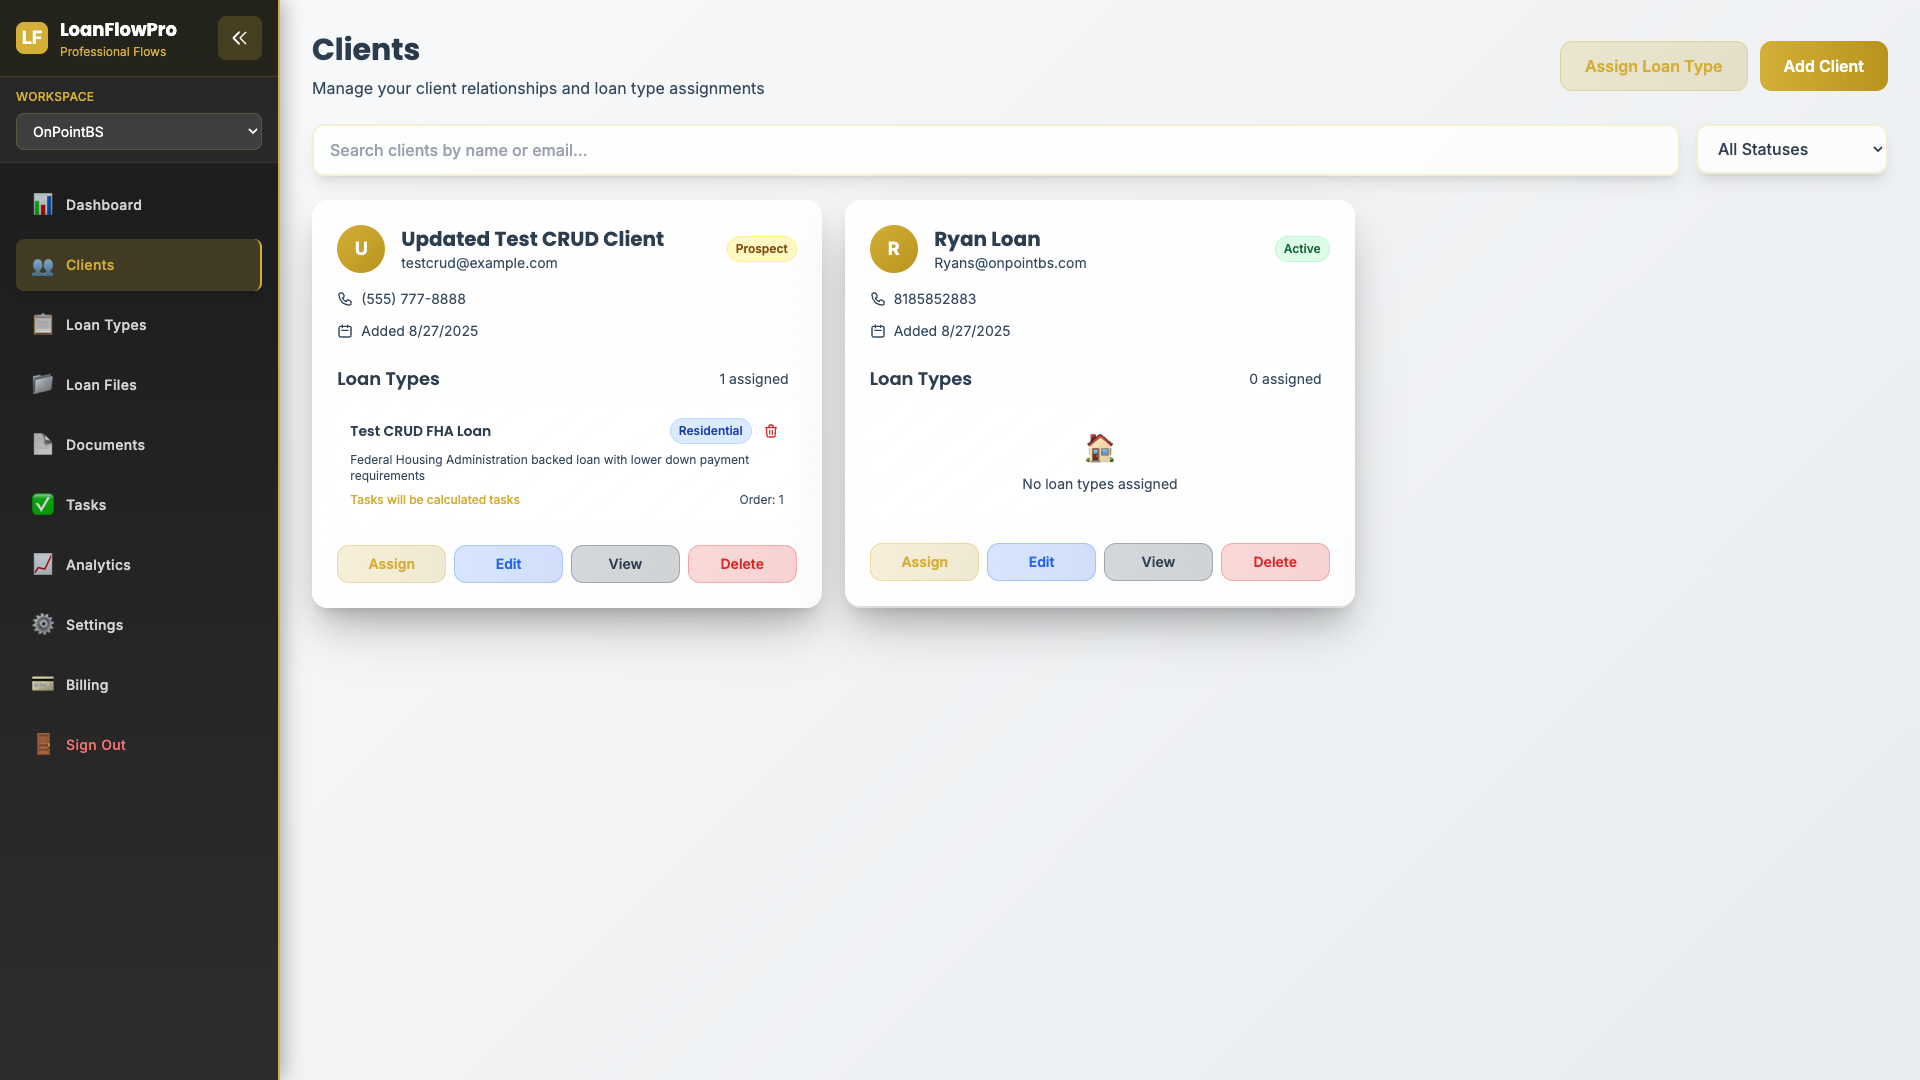 LF
LoanFlowPro
Professional Flows
WORKSPACE
OnPointBS
Dashboard
Clients
Loan Types
Loan Files
Documents
Tasks
Analytics
Settings
Billing
Sign Out
Clients
Manage your client relationships and loan type assignments
Assign Loan Type
Add Client
Search clients by name or email...
All Statuses
U
Updated Test CRUD Client
testcrud@example.com
Prospect
(555) 777-8888
Added 8/27/2025
Loan Types
1 assigned
Test CRUD FHA Loan
Residential
Federal Housing Administration backed loan with lower down payment
requirements
Tasks will be calculated tasks
Order: 1
Assign
Edit
View
Delete
R
Ryan Loan
Ryans@onpointbs.com
Active
8185852883
Added 8/27/2025
Loan Types
0 assigned
No loan types assigned
Assign
Edit
View
Delete